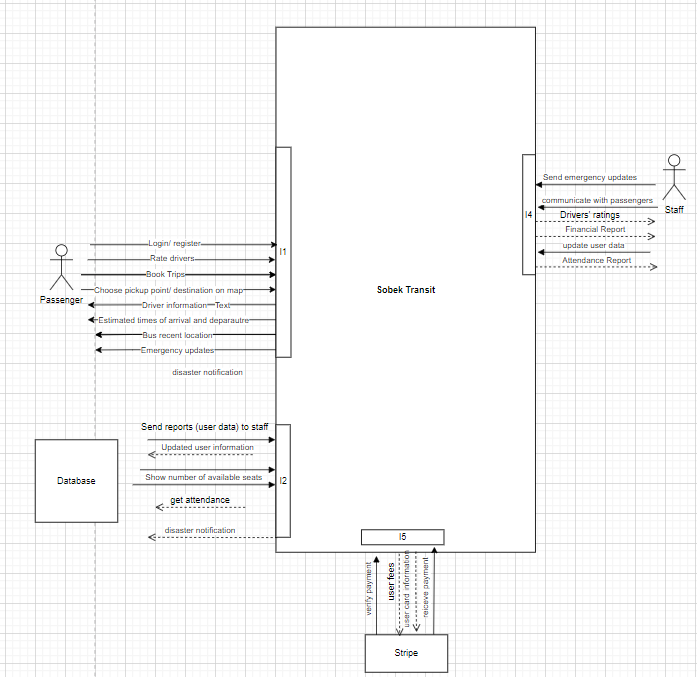 Send emergency updates
communicate with passengers
Staff
I4
Drivers' ratings
Financial Report
update user data
Attendance Report
Login/ register
I1
Rate drivers
Book Trips
Choose pickup point/ destination on map
Sobek Transit
Passenger
Driver information Text
Estimated times of arrival and deparautre
Bus recent location
Emergency updates
disaster notification
Send reports (user data) to staff
Updated user information
Database
Show number of available seats
I2
get attendance
disaster notification
I5
verify payment
user fees
user card information
reiceve payment
Stripe